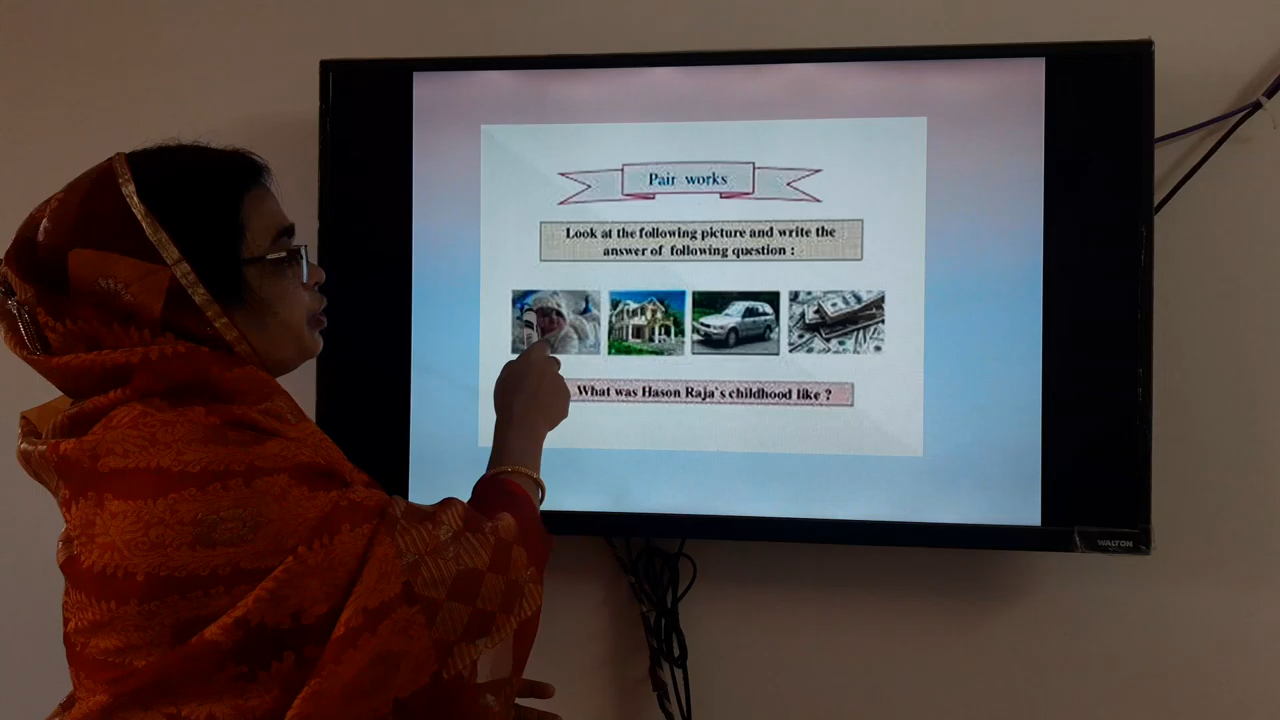 Pair works
Look at the following picture and write the
answer of following question :
What was Hason Raja's childhood like ?
WALTON